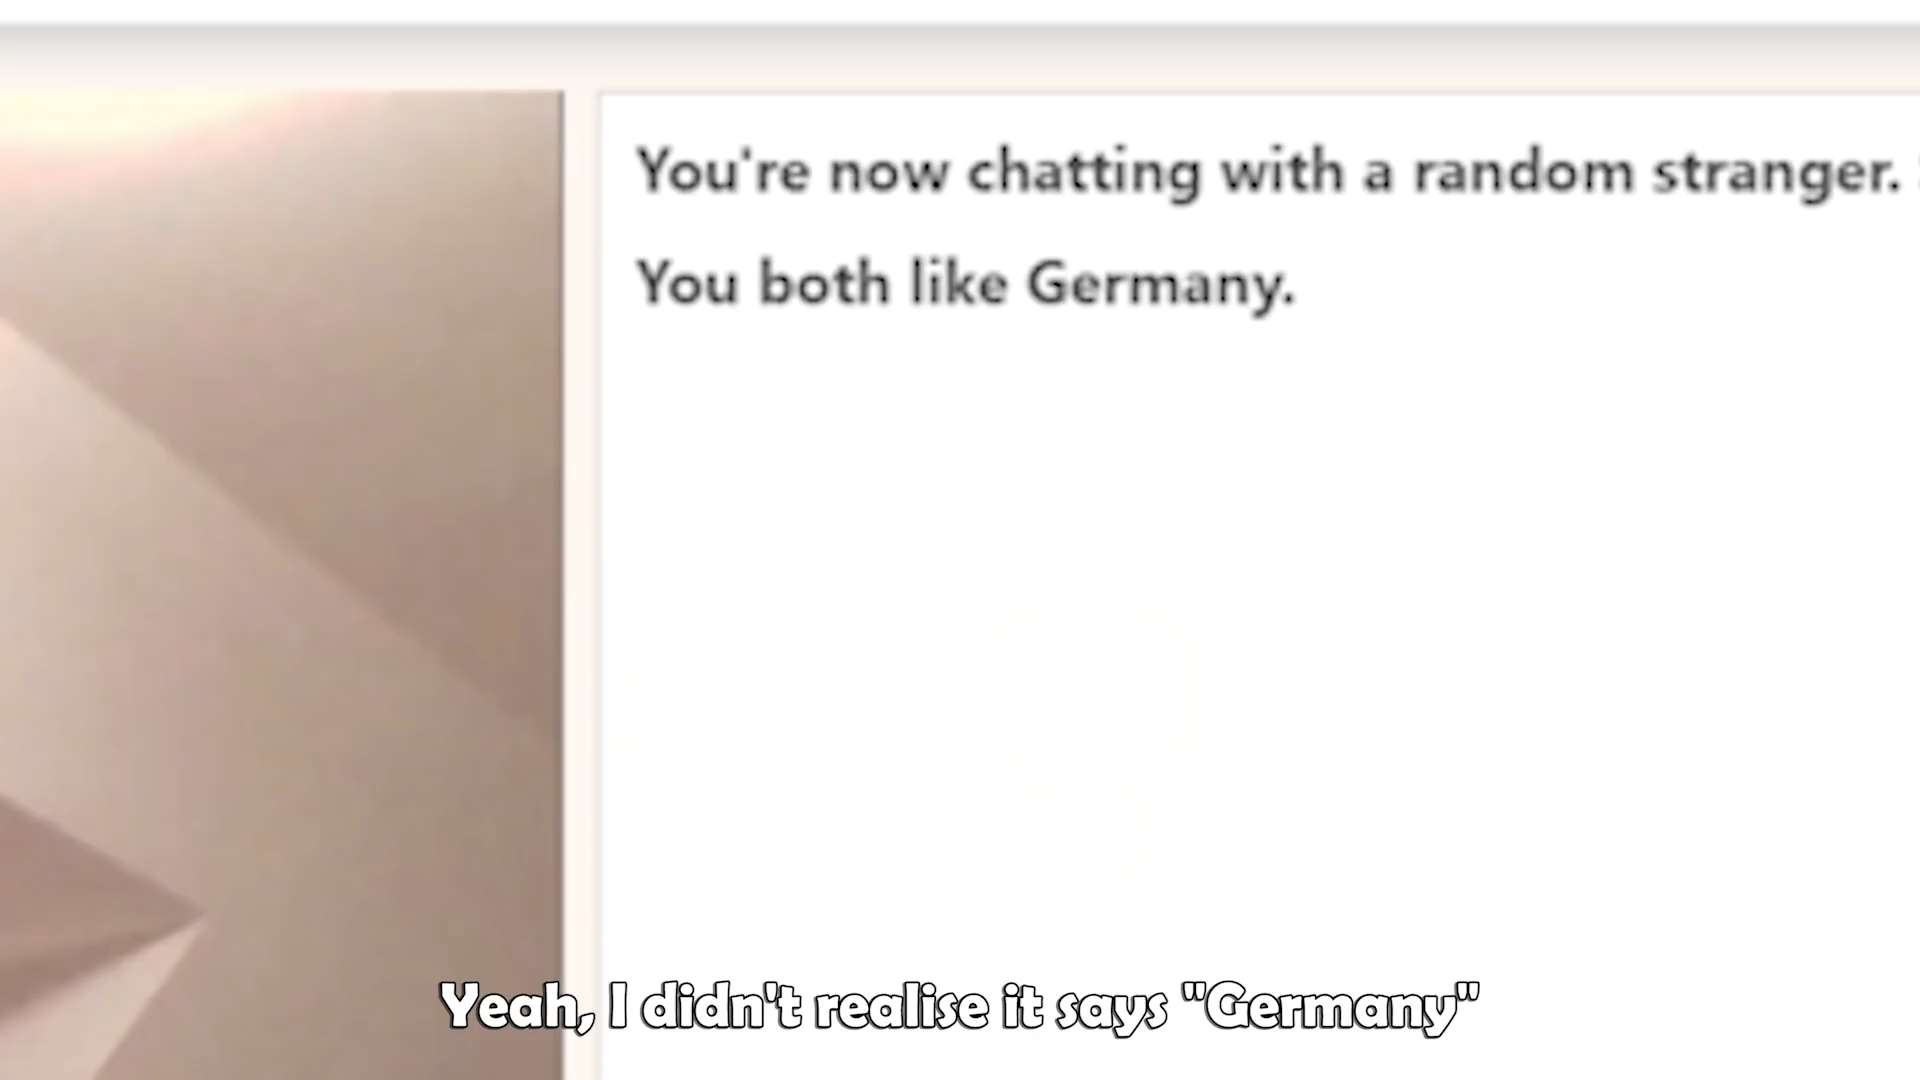 You're now chatting with a random stranger.
You both like Germany.
Yeah, I didn't realise it says "Germany"